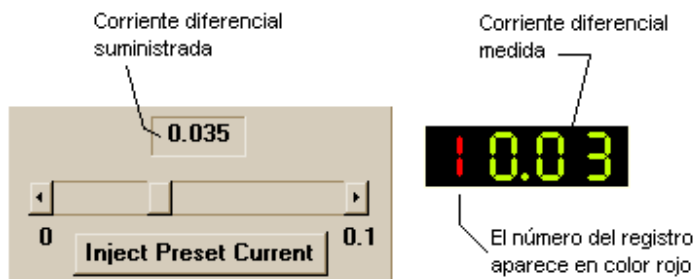 Corriente diferencial
suministrada
Corriente diferencial
medida
0.035
1 0.03
0
0.1
Inject Preset Current
El número del registro
aparece en color rojo